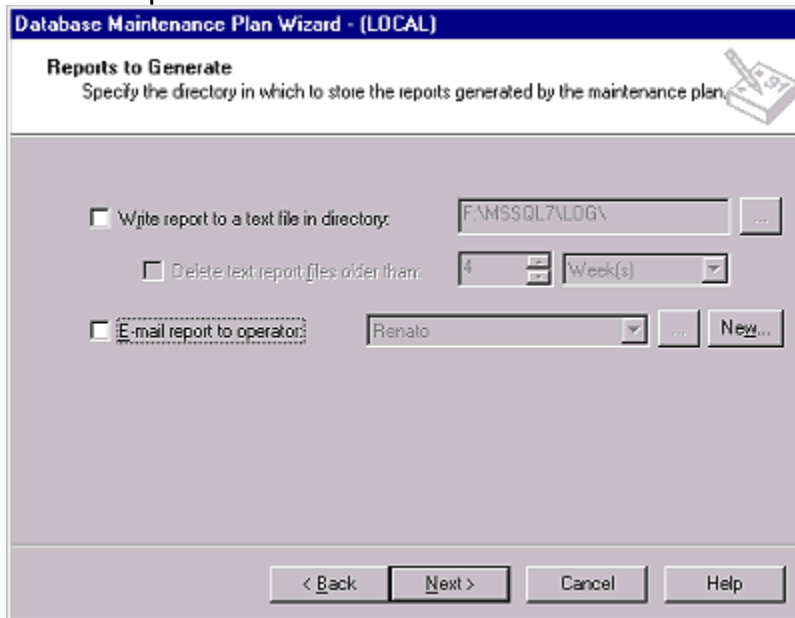 Database Maintenance Plan Wizard - (LOCAL)
Reports to Generate
Specify the directory in which to store the reports generated by the maintenance plan.
Write report to a text file in directory: F:\MSSQL7\LOG\ ...
Delete text report files older than: 4 Week(s)
E-mail report to operator: Renato ... New...
< Back Next > Cancel Help